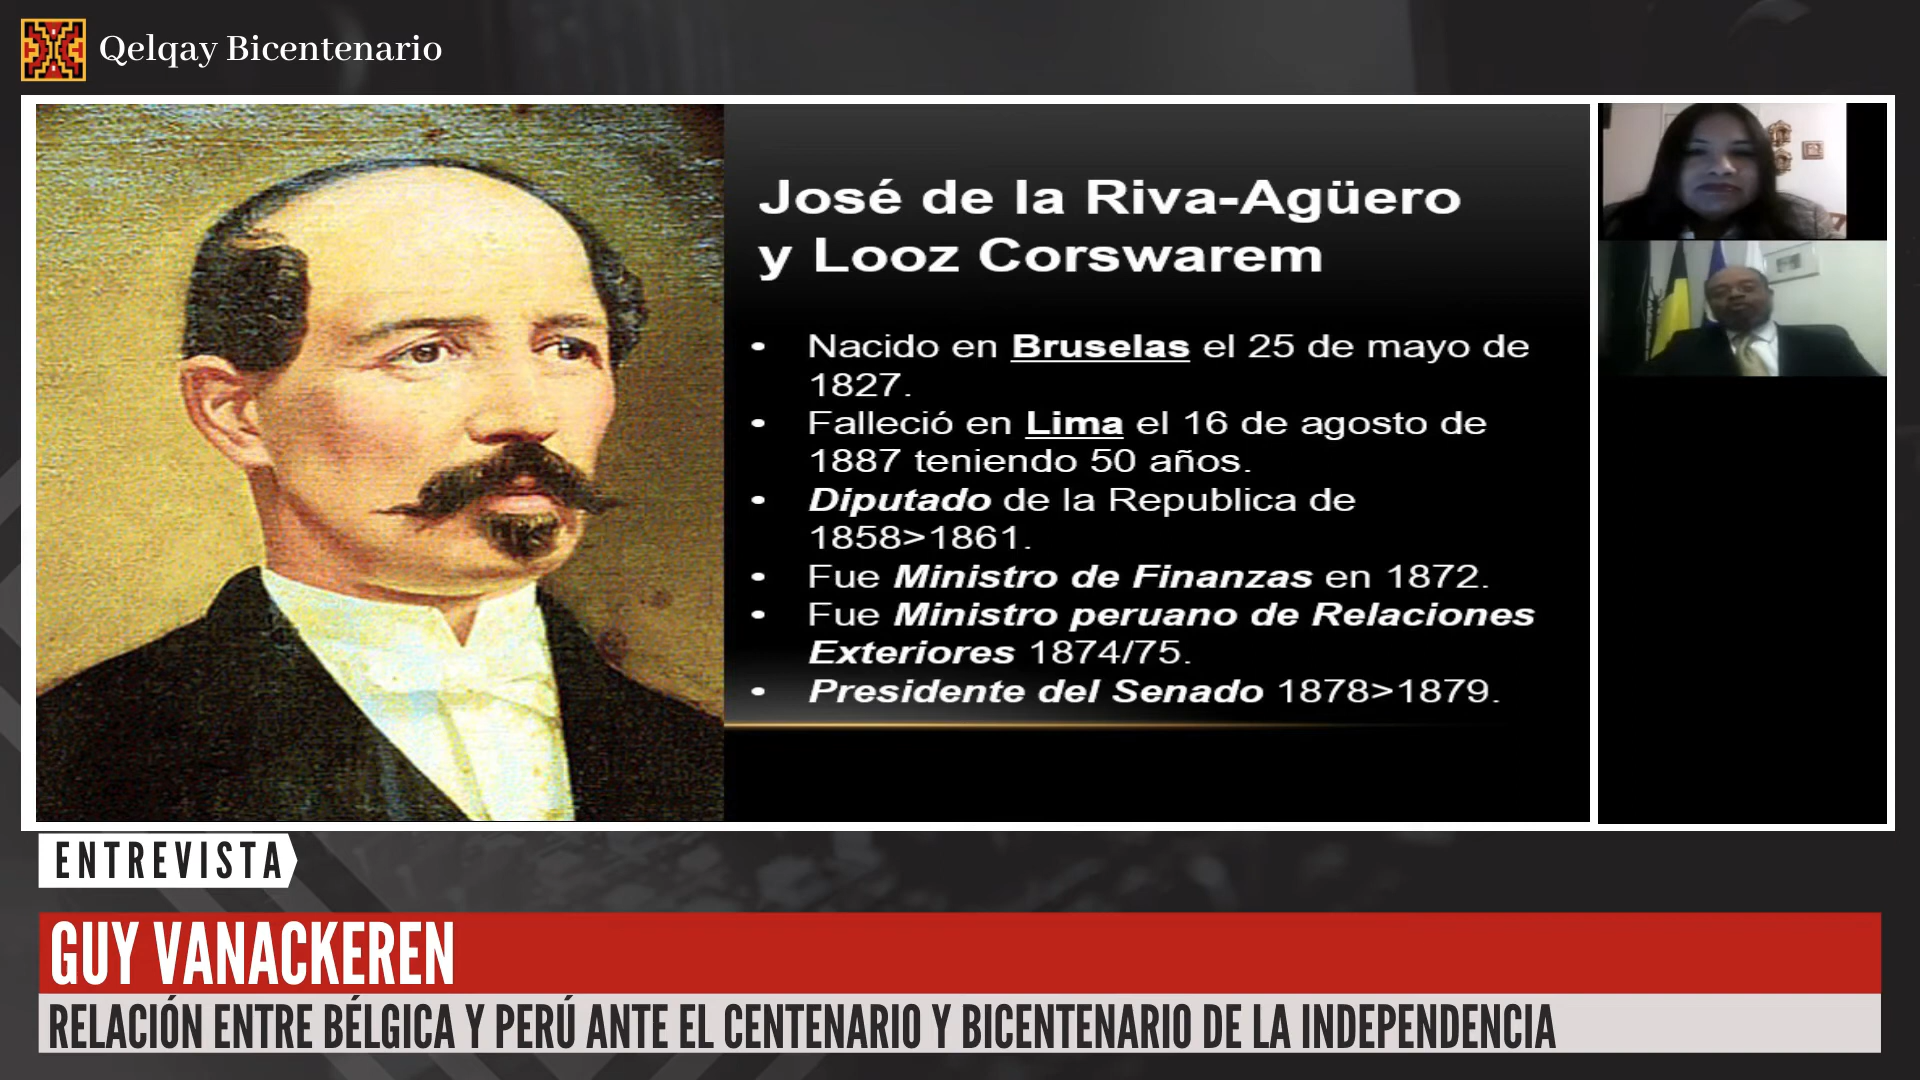 Qelqay Bicentenario
José de la Riva-Agüero
y Looz Corswarem
• Nacido en Bruselas el 25 de mayo de
1827.
• Falleció en Lima el 16 de agosto de
1887 teniendo 50 años.
• Diputado de la Republica de
1858>1861.
• Fue Ministro de Finanzas en 1872.
• Fue Ministro peruano de Relaciones
Exteriores 1874/75.
• Presidente del Senado 1878>1879.
ENTREVISTA
GUY VANACKEREN
RELACIÓN ENTRE BÉLGICA Y PERÚ ANTE EL CENTENARIO Y BICENTENARIO DE LA INDEPENDENCIA